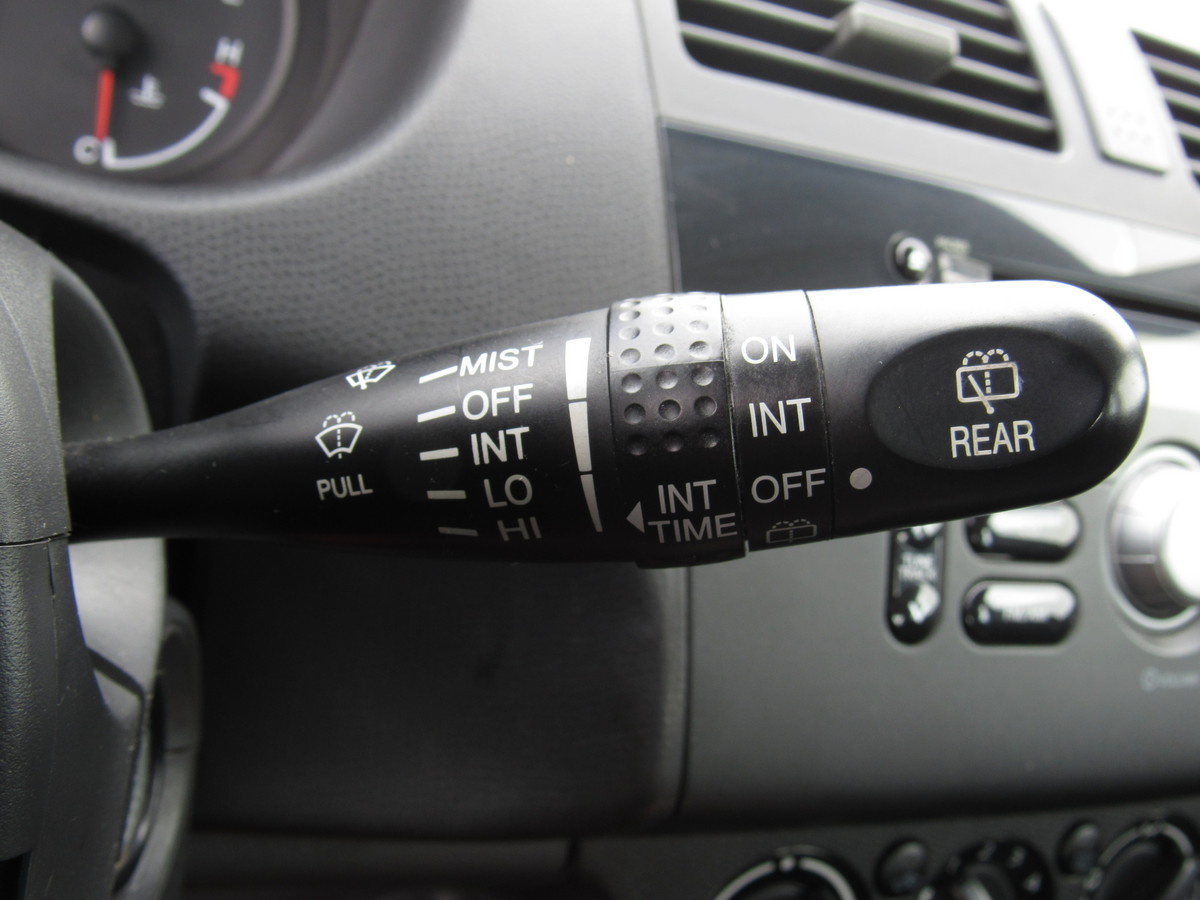 H
C
MIST
OFF
INT
LO
HI
PULL
INT
TIME
ON
INT
OFF
REAR